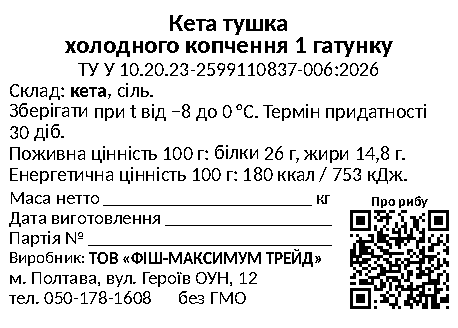 Кета тушка
холодного копчення 1 гатунку
ТУ У 10.20.23-2599110837-006:2026
Склад: кета, сіль.
Зберігати при t від –8 до 0 °C. Термін придатності
30 діб.
Поживна цінність 100 г: білки 26 г, жири 14,8 г.
Енергетична цінність 100 г: 180 ккал / 753 кДж.
Маса нетто ______________________ кг
Дата виготовлення __________________
Партія № __________________________
Про рибу
Виробник: ТОВ «ФІШ-МАКСИМУМ ТРЕЙД»
м. Полтава, вул. Героїв ОУН, 12
тел. 050-178-1608 без ГМО